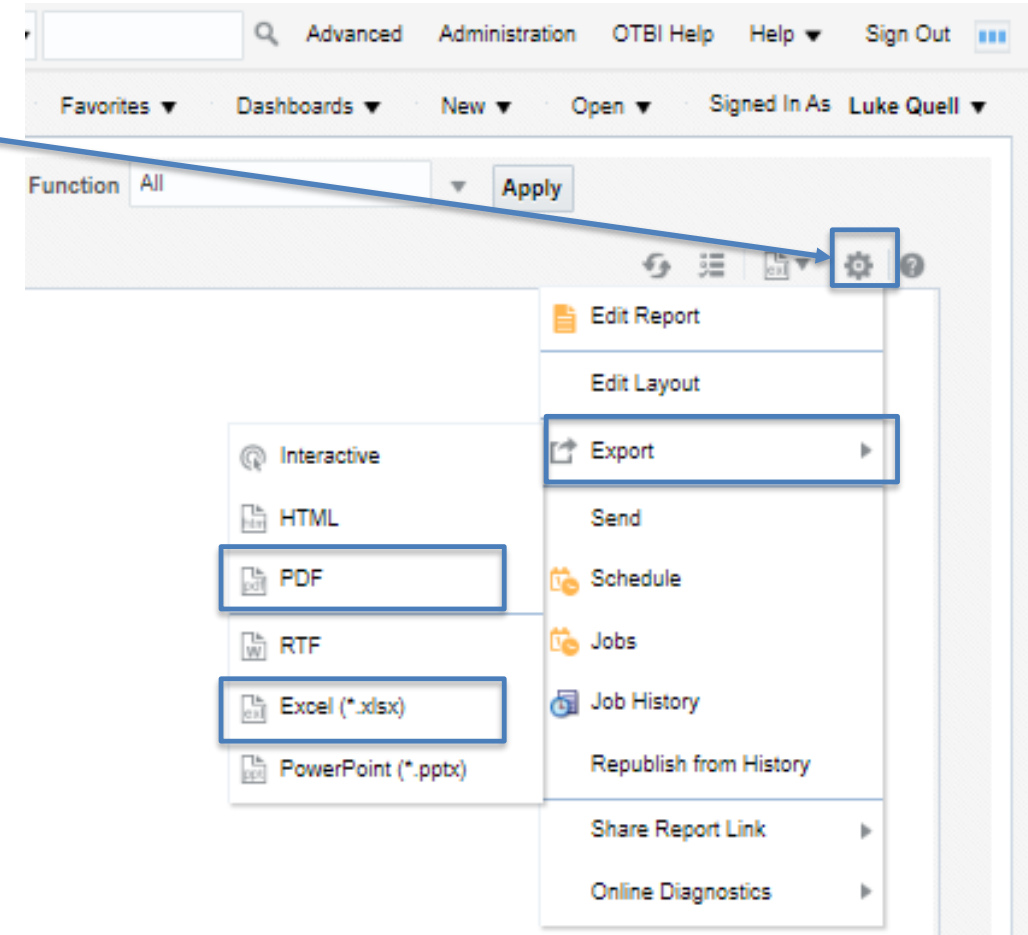 Advanced Administration OTBI Help Help Sign Out
Favorites Dashboards New Open Signed In As Luke Quell
Function All Apply
Edit Report
Edit Layout
Export
Interactive
HTML
PDF
RTF
Excel (*.xlsx)
PowerPoint (*.pptx)
Send
Schedule
Jobs
Job History
Republish from History
Share Report Link
Online Diagnostics